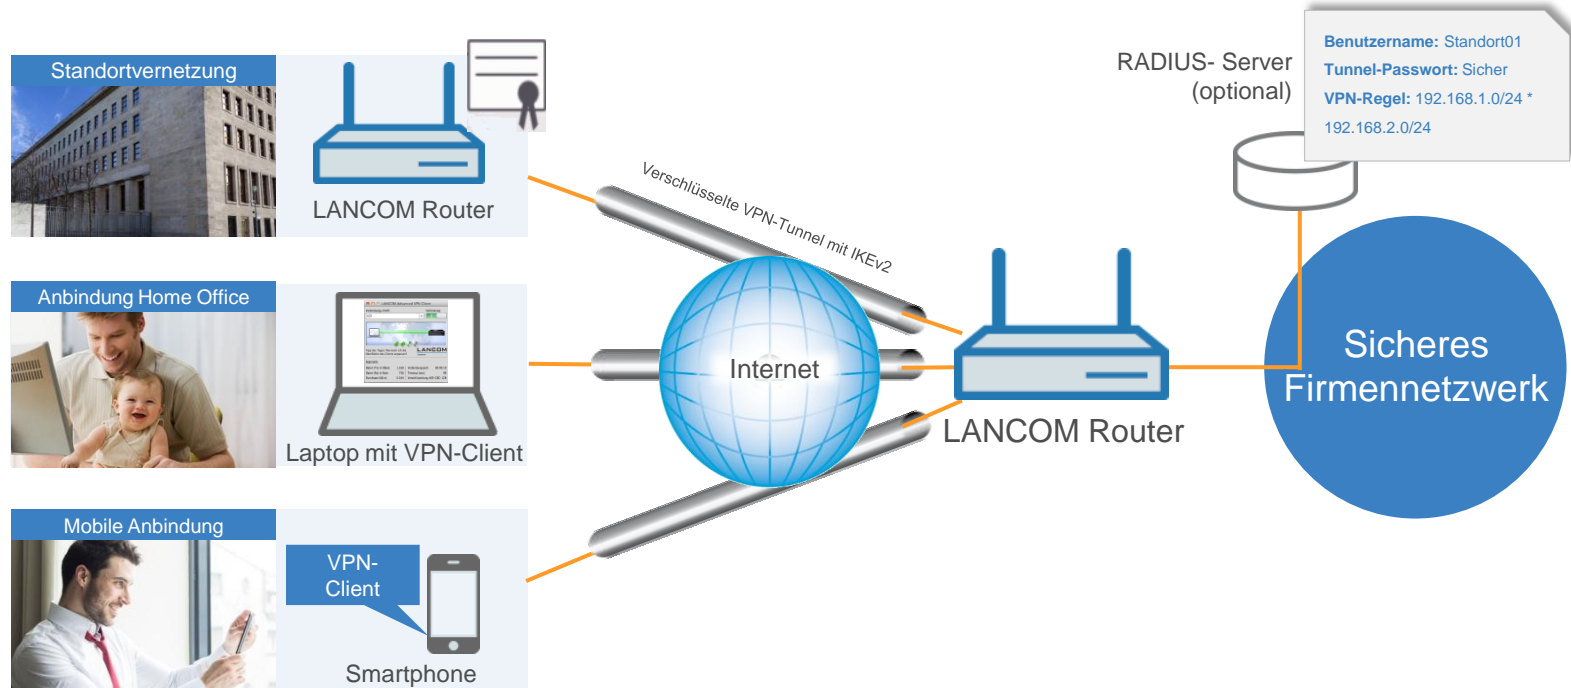 Standortvernetzung
LANCOM Router
Anbindung Home Office
LANCOM
Laptop mit VPN-Client
Mobile Anbindung
VPN-
Client
Smartphone
Verschlüsselte VPN-Tunnel mit IKEv2
Internet
LANCOM Router
RADIUS- Server
(optional)
Benutzername: Standort01
Tunnel-Passwort: Sicher
VPN-Regel: 192.168.1.0/24 *
192.168.2.0/24
Sicheres
Firmennetzwerk